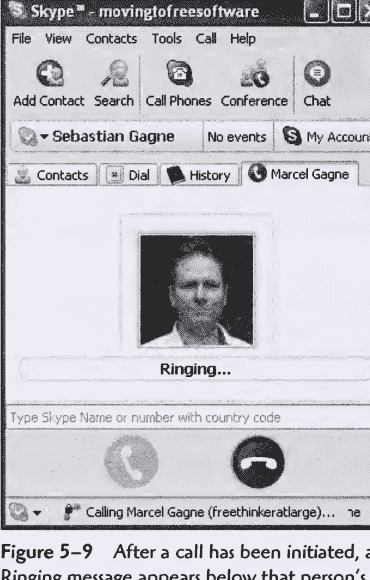 Skype™ - movingtofreesoftware
File View Contacts Tools Call Help
Add Contact Search Call Phones Conference Chat
Sebastian Gagne No events My Accoun
Contacts Dial History Marcel Gagne
Ringing...
Type Skype Name or number with country code
Calling Marcel Gagne (freethinkeratlarge)... ne
Figure 5–9 After a call has been initiated, a
Ringing message appears below that person's